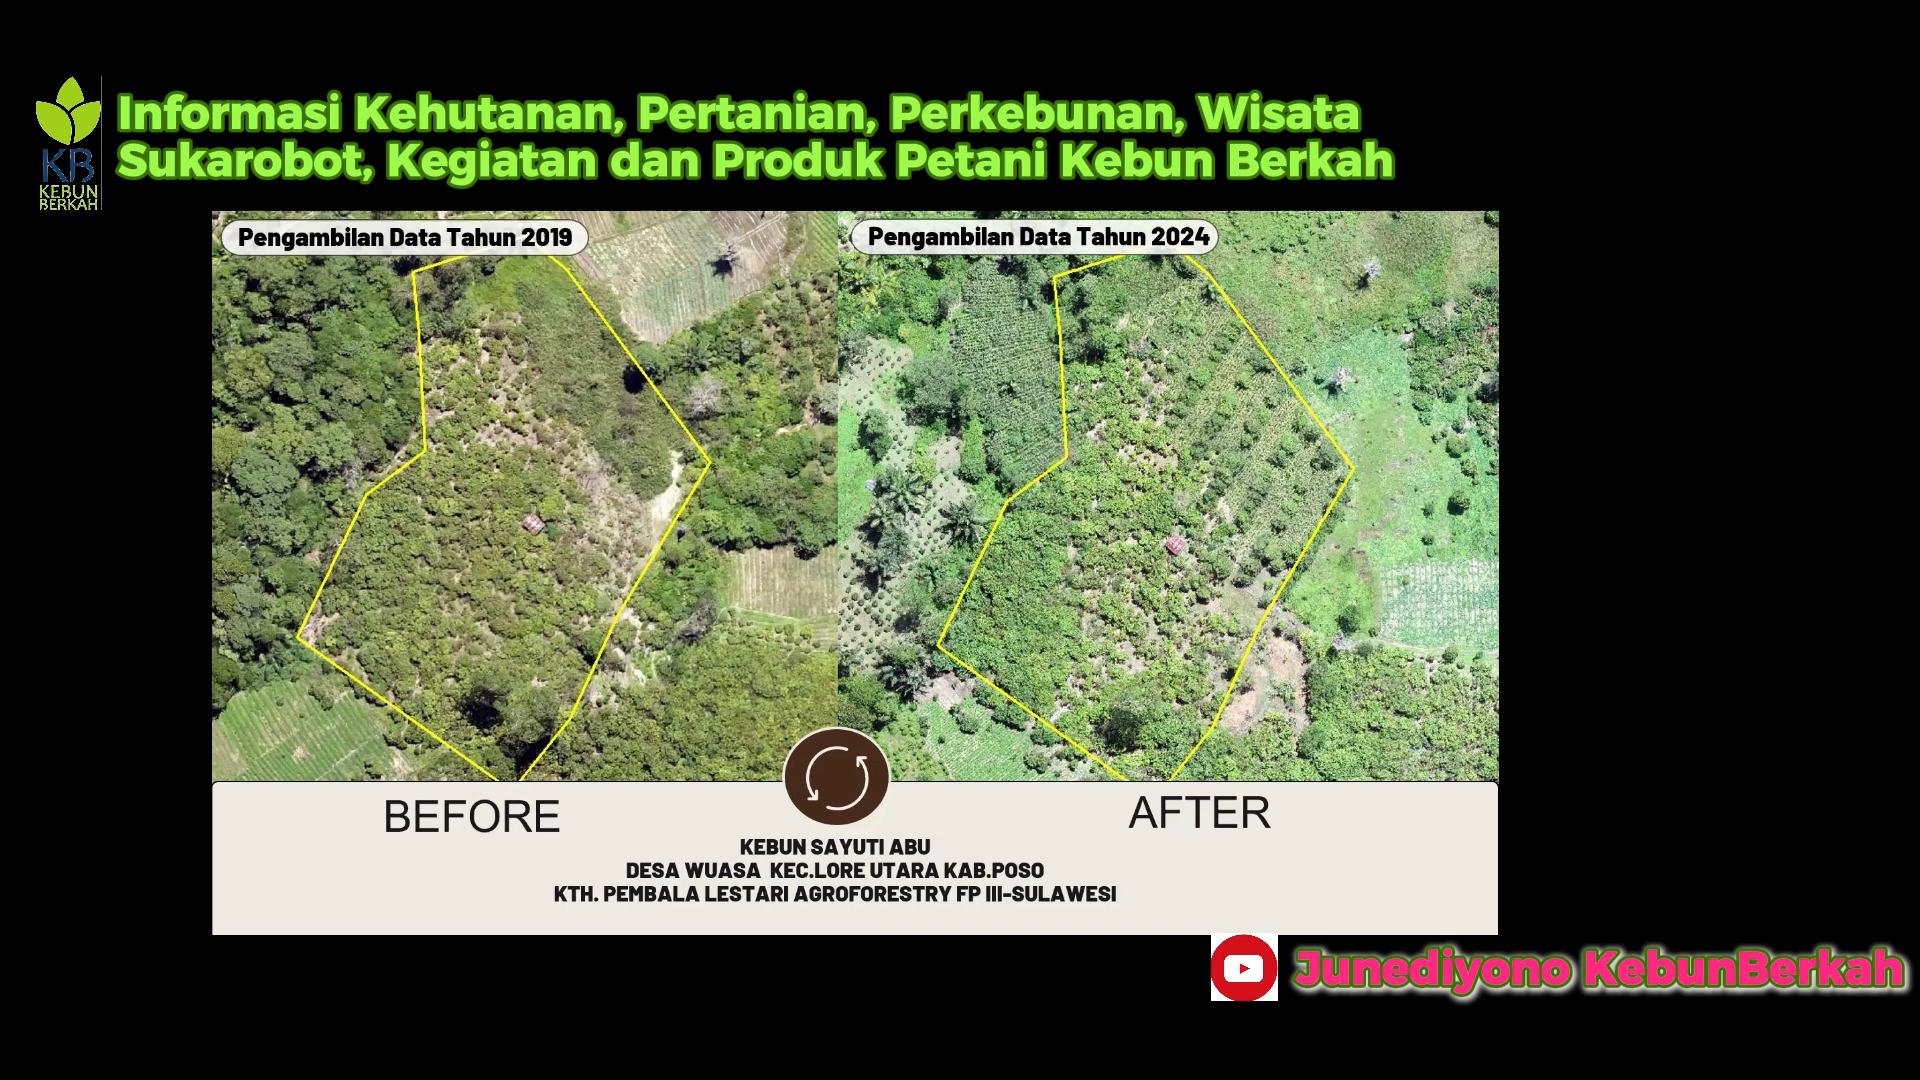 Informasi Kehutanan, Pertanian, Perkebunan, Wisata
Sukarobot, Kegiatan dan Produk Petani Kebun Berkah
KB
KEBUN
BERKAH
Pengambilan Data Tahun 2019
Pengambilan Data Tahun 2024
BEFORE
AFTER
KEBUN SAYUTI ABU
DESA WUASA KEC.LORE UTARA KAB.POSO
KTH. PEMBALA LESTARI AGROFORESTRY FP III-SULAWESI
Junediyono KebunBerkah